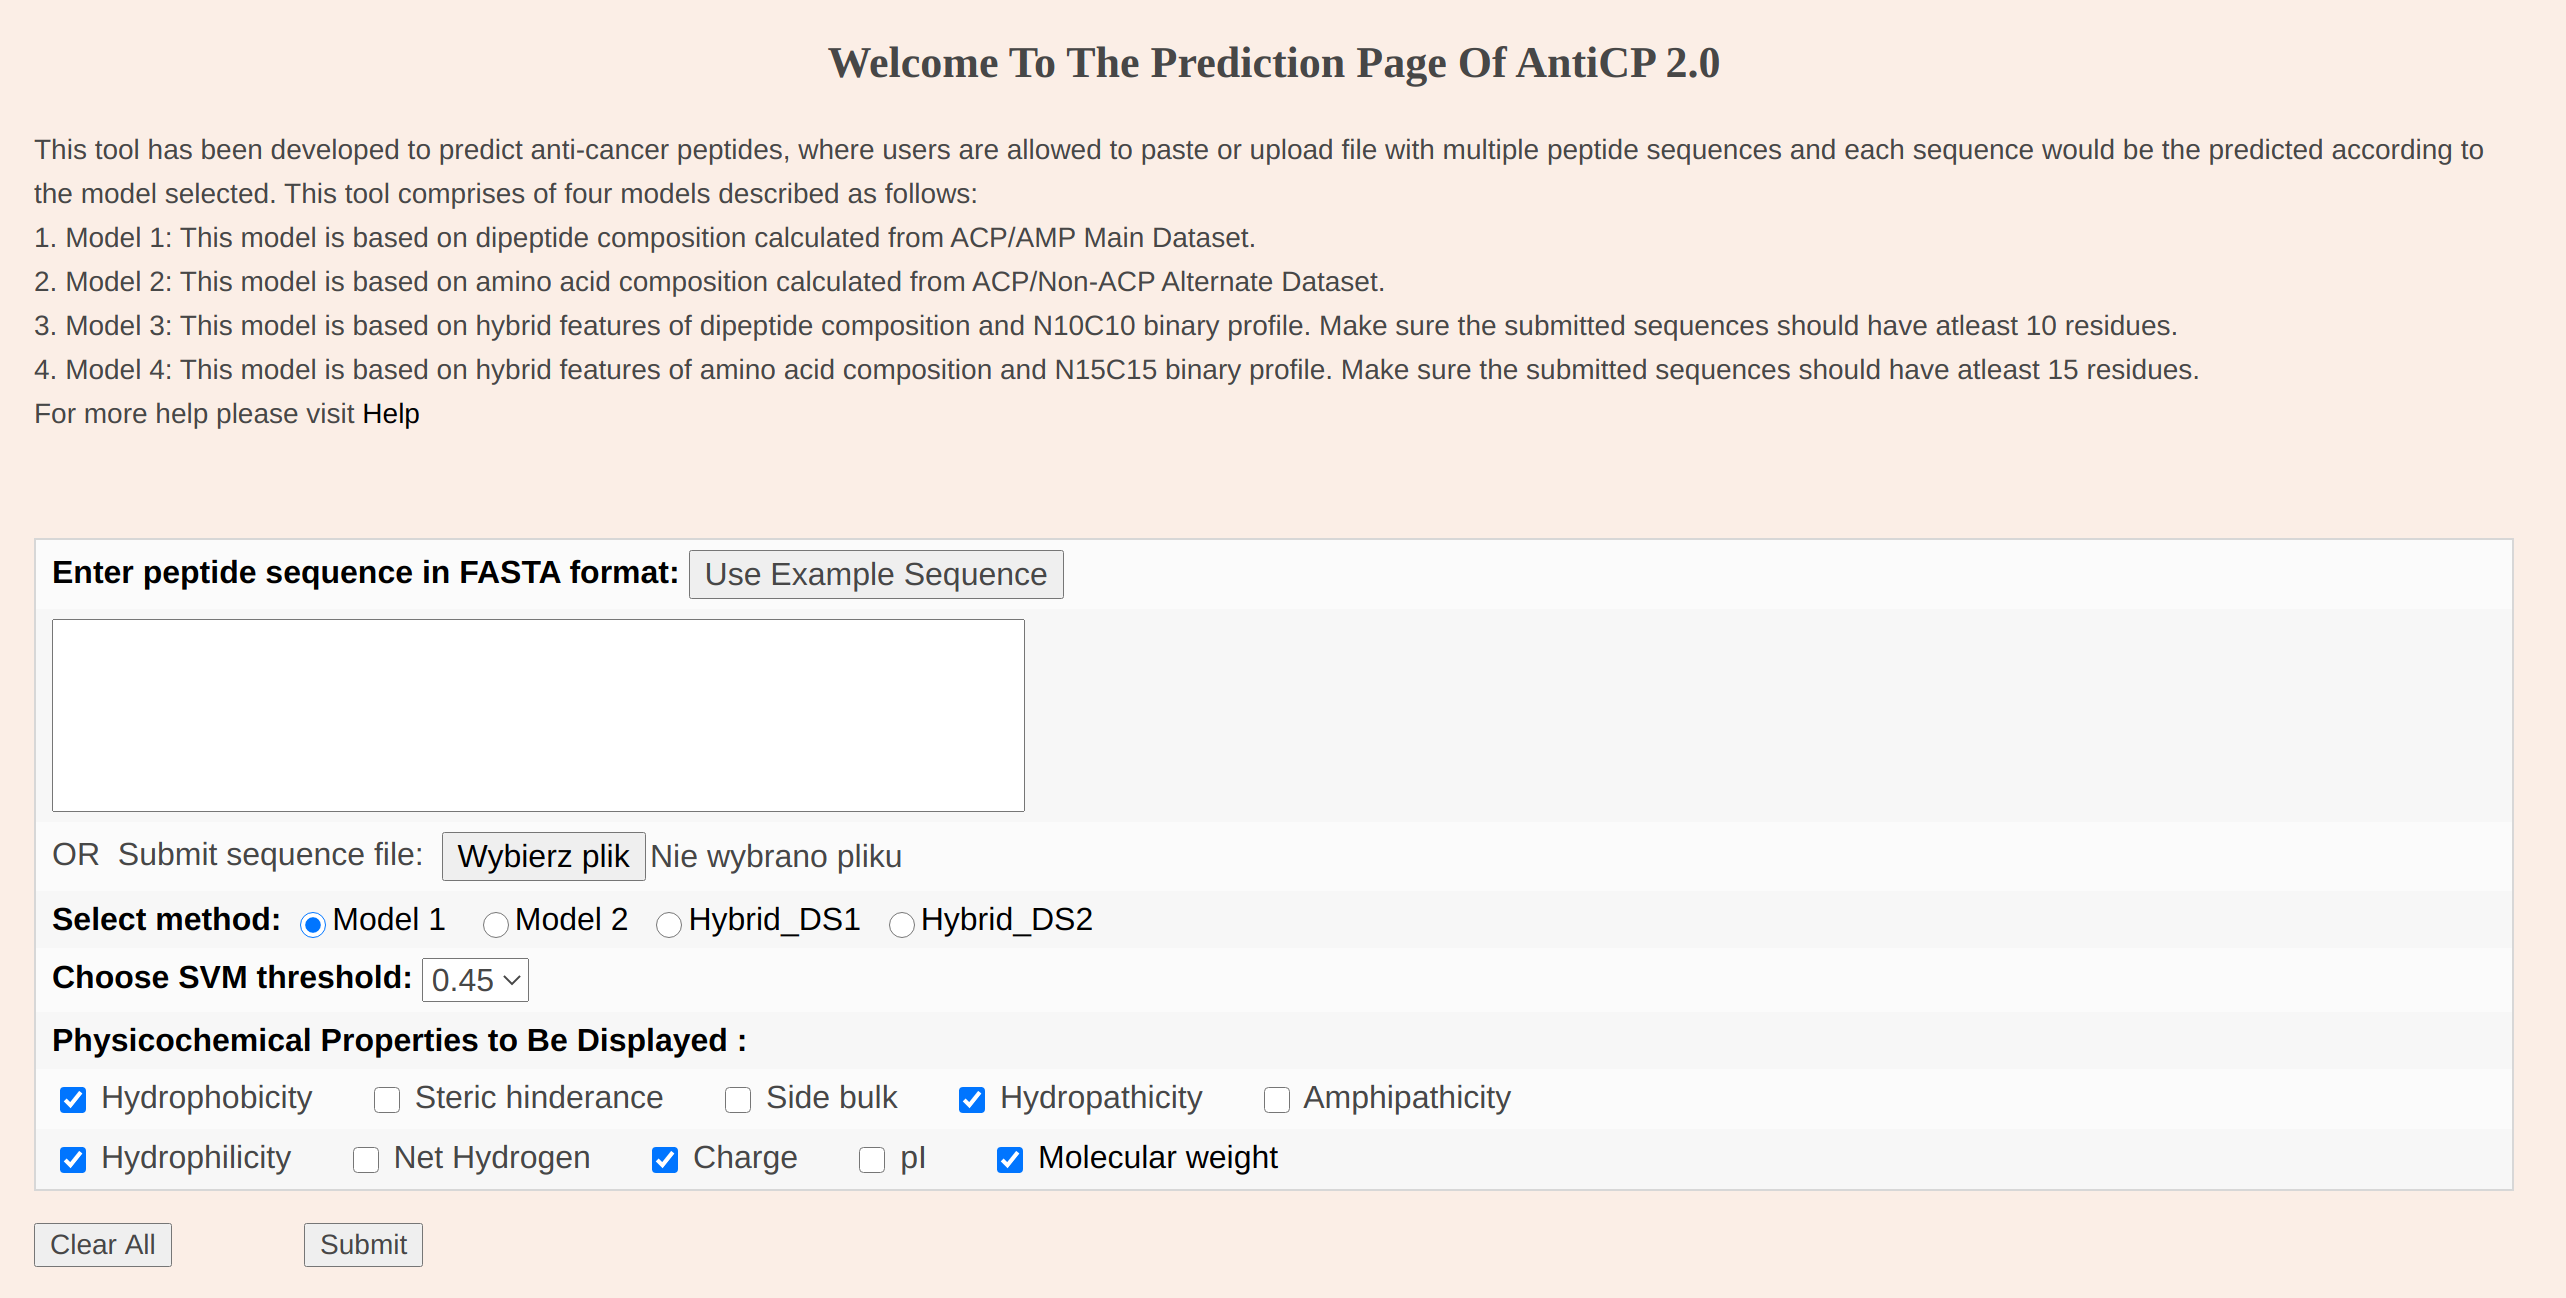 Welcome To The Prediction Page Of AntiCP 2.0
This tool has been developed to predict anti-cancer peptides, where users are allowed to paste or upload file with multiple peptide sequences and each sequence would be the predicted according to
the model selected. This tool comprises of four models described as follows:
1. Model 1: This model is based on dipeptide composition calculated from ACP/AMP Main Dataset.
2. Model 2: This model is based on amino acid composition calculated from ACP/Non-ACP Alternate Dataset.
3. Model 3: This model is based on hybrid features of dipeptide composition and N10C10 binary profile. Make sure the submitted sequences should have atleast 10 residues.
4. Model 4: This model is based on hybrid features of amino acid composition and N15C15 binary profile. Make sure the submitted sequences should have atleast 15 residues.
For more help please visit Help
Enter peptide sequence in FASTA format: Use Example Sequence
OR Submit sequence file: Wybierz plik Nie wybrano pliku
Select method: Model 1 Model 2 Hybrid_DS1 Hybrid_DS2
Choose SVM threshold: 0.45
Physicochemical Properties to Be Displayed :
Hydrophobicity Steric hinderance Side bulk Hydropathicity Amphipathicity
Hydrophilicity Net Hydrogen Charge pI Molecular weight
Clear All Submit